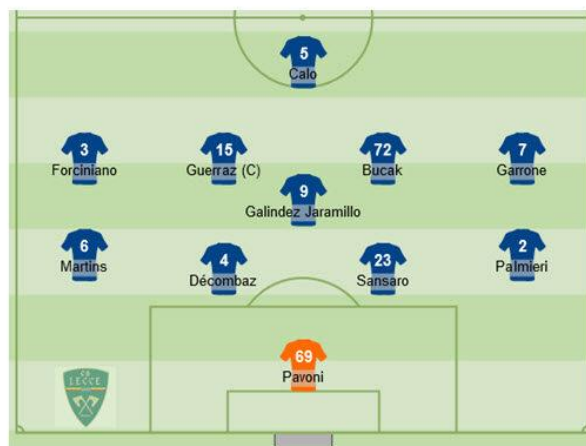 5
Calo
3
Forciniano
15
Guerraz (C)
72
Bucak
7
Garrone
9
Galindez Jaramillo
6
Martins
4
Décombaz
23
Sansaro
2
Palmieri
69
Pavoni
LECCE